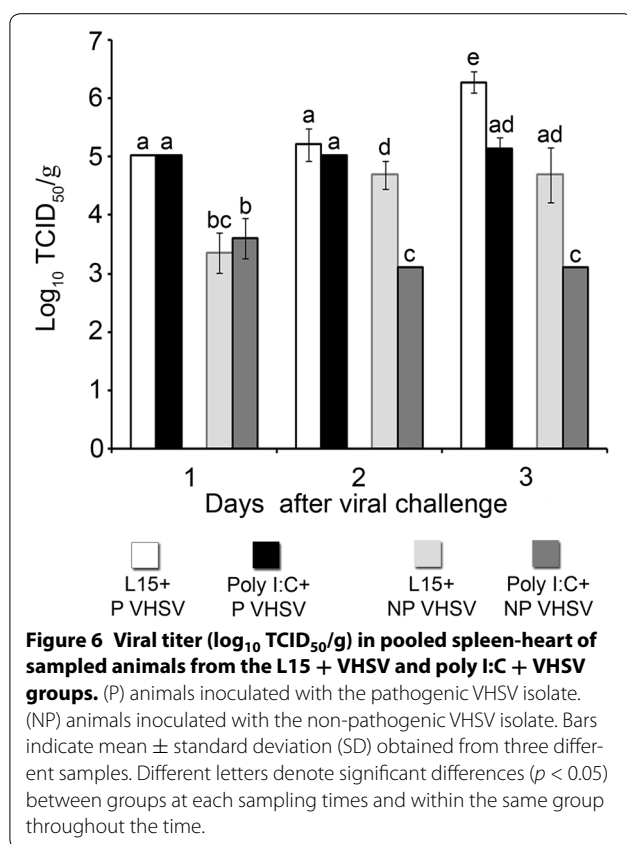 7
6
5
4
3
2
1
0
Log₁₀ TCID₅₀/g
a a
bc b
a a
d c
e ad
ad c
1 2 3
Days after viral challenge
L15+ P VHSV
Poly I:C+ P VHSV
L15+ NP VHSV
Poly I:C+ NP VHSV
Figure 6 Viral titer (log₁₀ TCID₅₀/g) in pooled spleen-heart of
sampled animals from the L15 + VHSV and poly I:C + VHSV
groups. (P) animals inoculated with the pathogenic VHSV isolate.
(NP) animals inoculated with the non-pathogenic VHSV isolate. Bars
indicate mean ± standard deviation (SD) obtained from three differ-
ent samples. Different letters denote significant differences (p < 0.05)
between groups at each sampling times and within the same group
throughout the time.